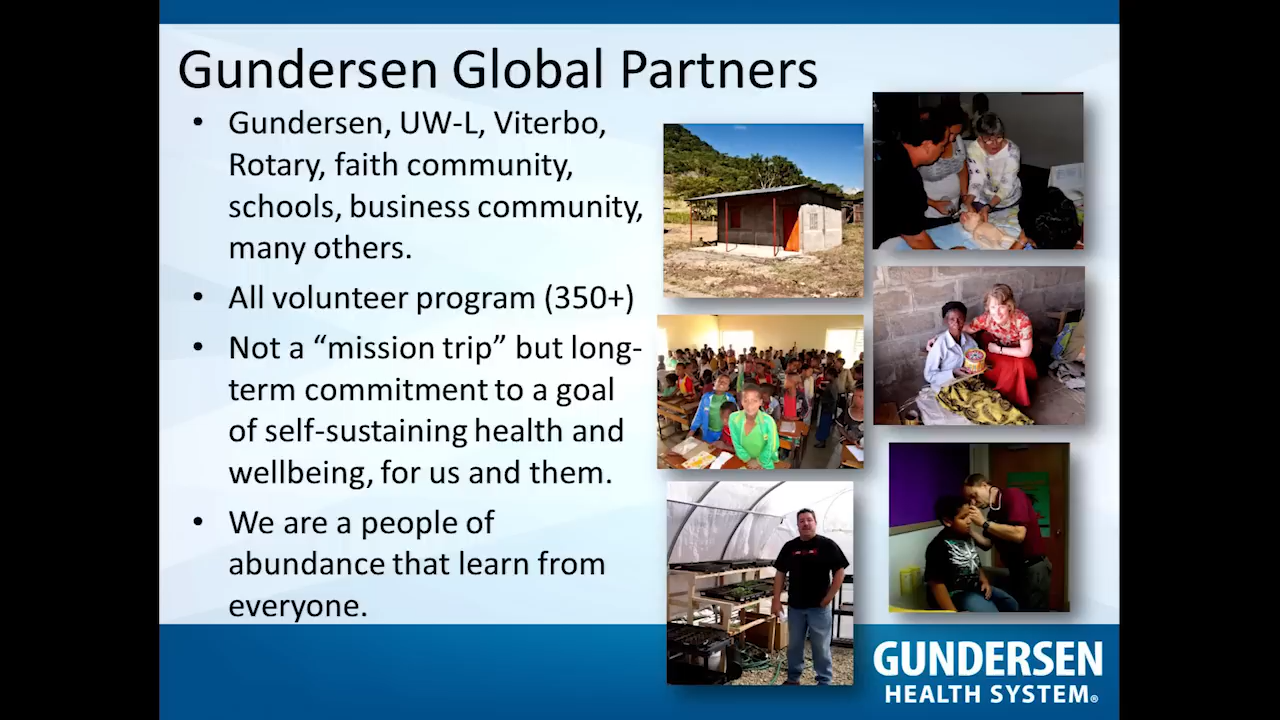 Gundersen Global Partners
• Gundersen, UW-L, Viterbo,
Rotary, faith community,
schools, business community,
many others.
• All volunteer program (350+)
• Not a “mission trip” but long-
term commitment to a goal
of self-sustaining health and
wellbeing, for us and them.
• We are a people of
abundance that learn from
everyone.
GUNDERSEN
HEALTH SYSTEM®